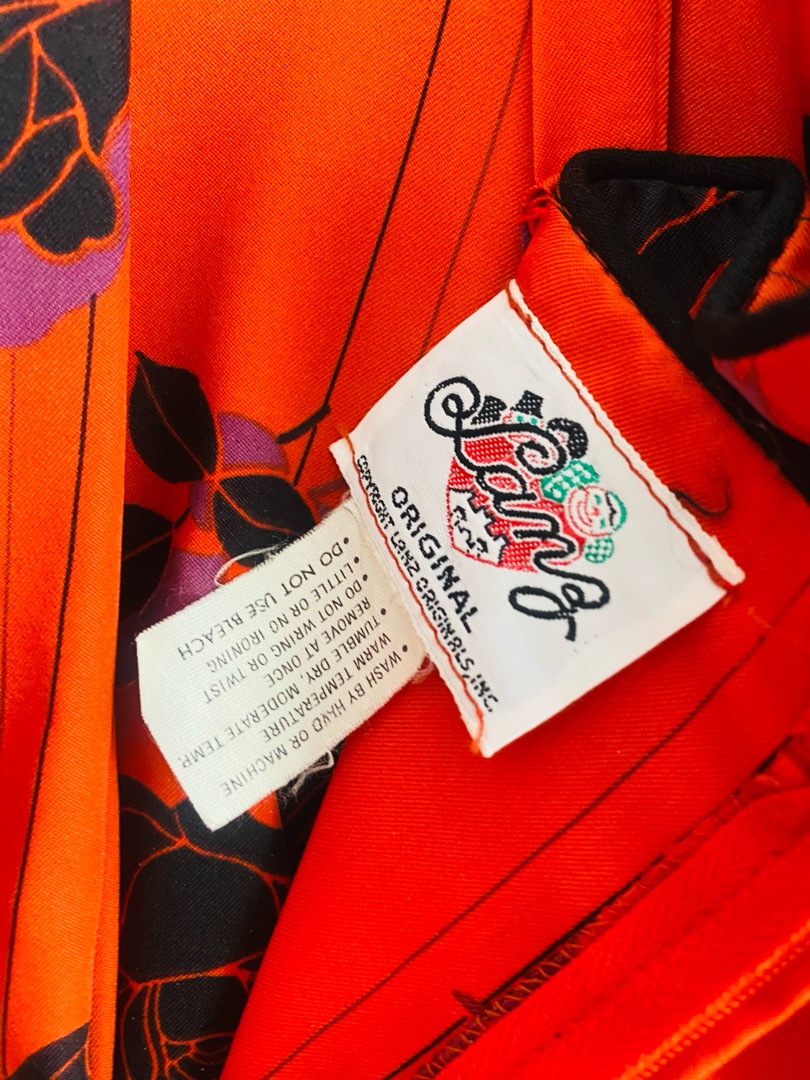 Lanz
ORIGINAL
COPYRIGHT LANZ ORIGINALS, INC.
• WASH BY HAND OR MACHINE
WARM TEMPERATURE
• TUMBLE DRY, MODERATE TEMP.
REMOVE AT ONCE
• DO NOT WRING OR TWIST
• LITTLE OR NO IRONING
• DO NOT USE BLEACH